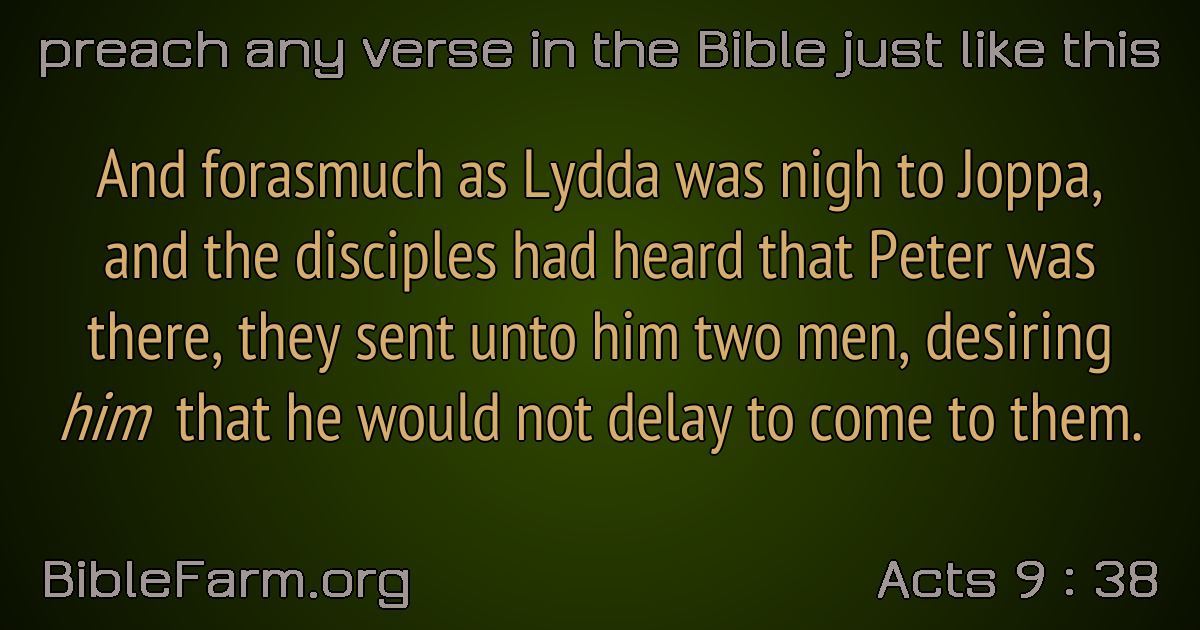 preach any verse in the Bible just like this
And forasmuch as Lydda was nigh to Joppa,
and the disciples had heard that Peter was
there, they sent unto him two men, desiring
him that he would not delay to come to them.
BibleFarm.org
Acts 9 : 38